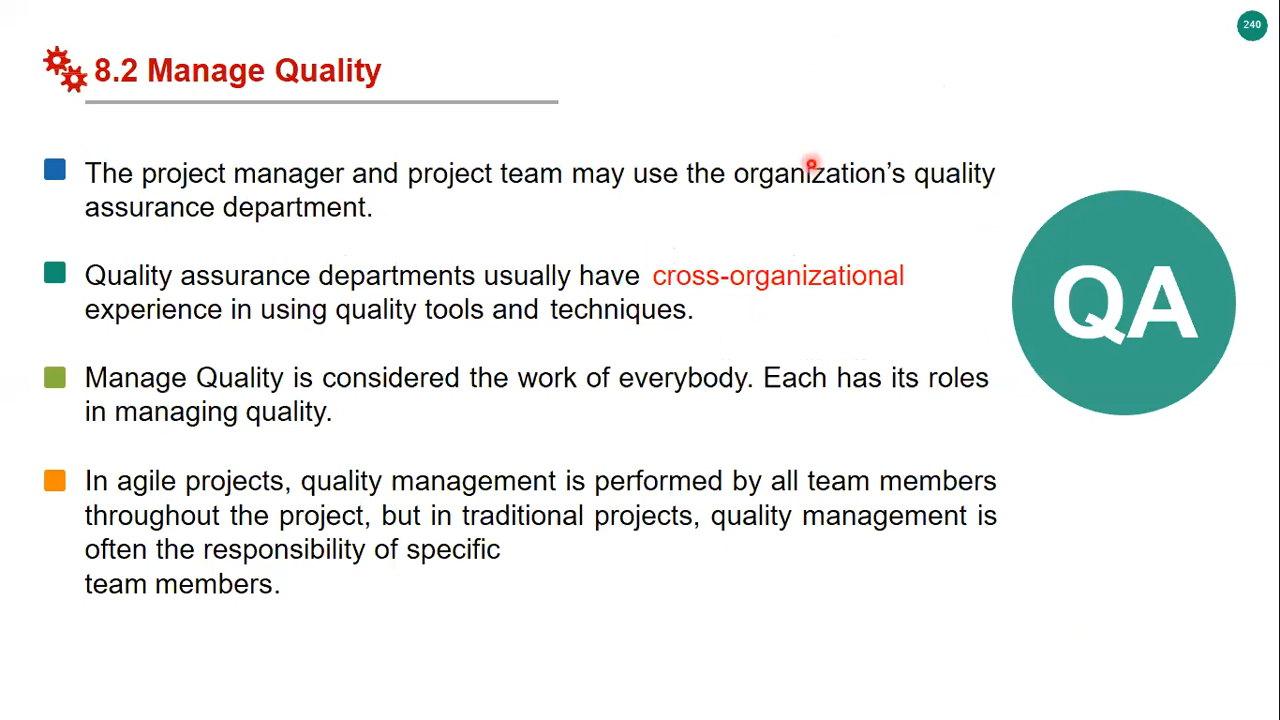 240
8.2 Manage Quality
The project manager and project team may use the organization’s quality
assurance department.
Quality assurance departments usually have cross-organizational
experience in using quality tools and techniques.
QA
Manage Quality is considered the work of everybody. Each has its roles
in managing quality.
In agile projects, quality management is performed by all team members
throughout the project, but in traditional projects, quality management is
often the responsibility of specific
team members.